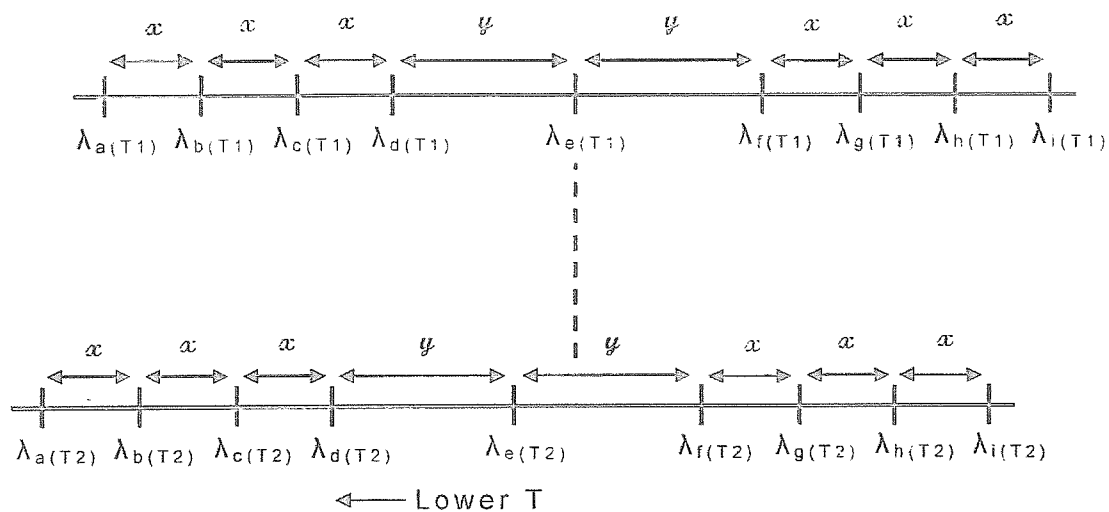 x x x y y x x x
λa(T1) λb(T1) λc(T1) λd(T1) λe(T1) λf(T1) λg(T1) λh(T1) λi(T1)
x x x y y x x x
λa(T2) λb(T2) λc(T2) λd(T2) λe(T2) λf(T2) λg(T2) λh(T2) λi(T2)
Lower T